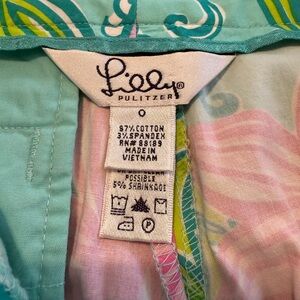 Lilly®
PULITZER
0
97% COTTON
3% SPANDEX
RN# 88189
MADE IN
VIETNAM
POSSIBLE
5% SHRINKAGE
P